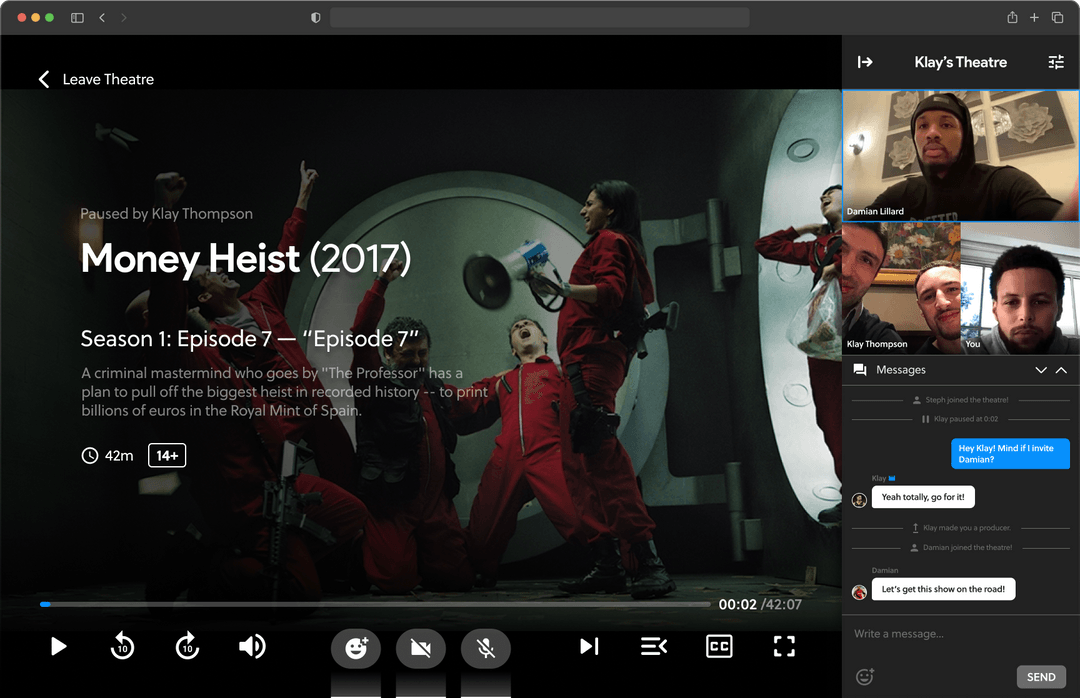 Leave Theatre
Paused by Klay Thompson
Money Heist (2017)
Season 1: Episode 7 — “Episode 7”
A criminal mastermind who goes by "The Professor" has a
plan to pull off the biggest heist in recorded history -- to print
billions of euros in the Royal Mint of Spain.
42m 14+
00:02 /42:07
10 10
CC
Klay’s Theatre
Damian Lillard
Klay Thompson
You
Messages
Steph joined the theatre!
Klay paused at 0:02
Hey Klay! Mind if I invite
Damian?
Klay
Yeah totally, go for it!
Klay made you a producer.
Damian joined the theatre!
Damian
Let’s get this show on the road!
Write a message...
SEND